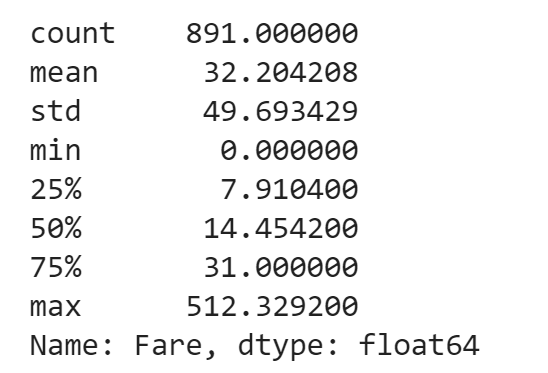 count    891.000000
mean      32.204208
std       49.693429
min        0.000000
25%        7.910400
50%       14.454200
75%       31.000000
max      512.329200
Name: Fare, dtype: float64